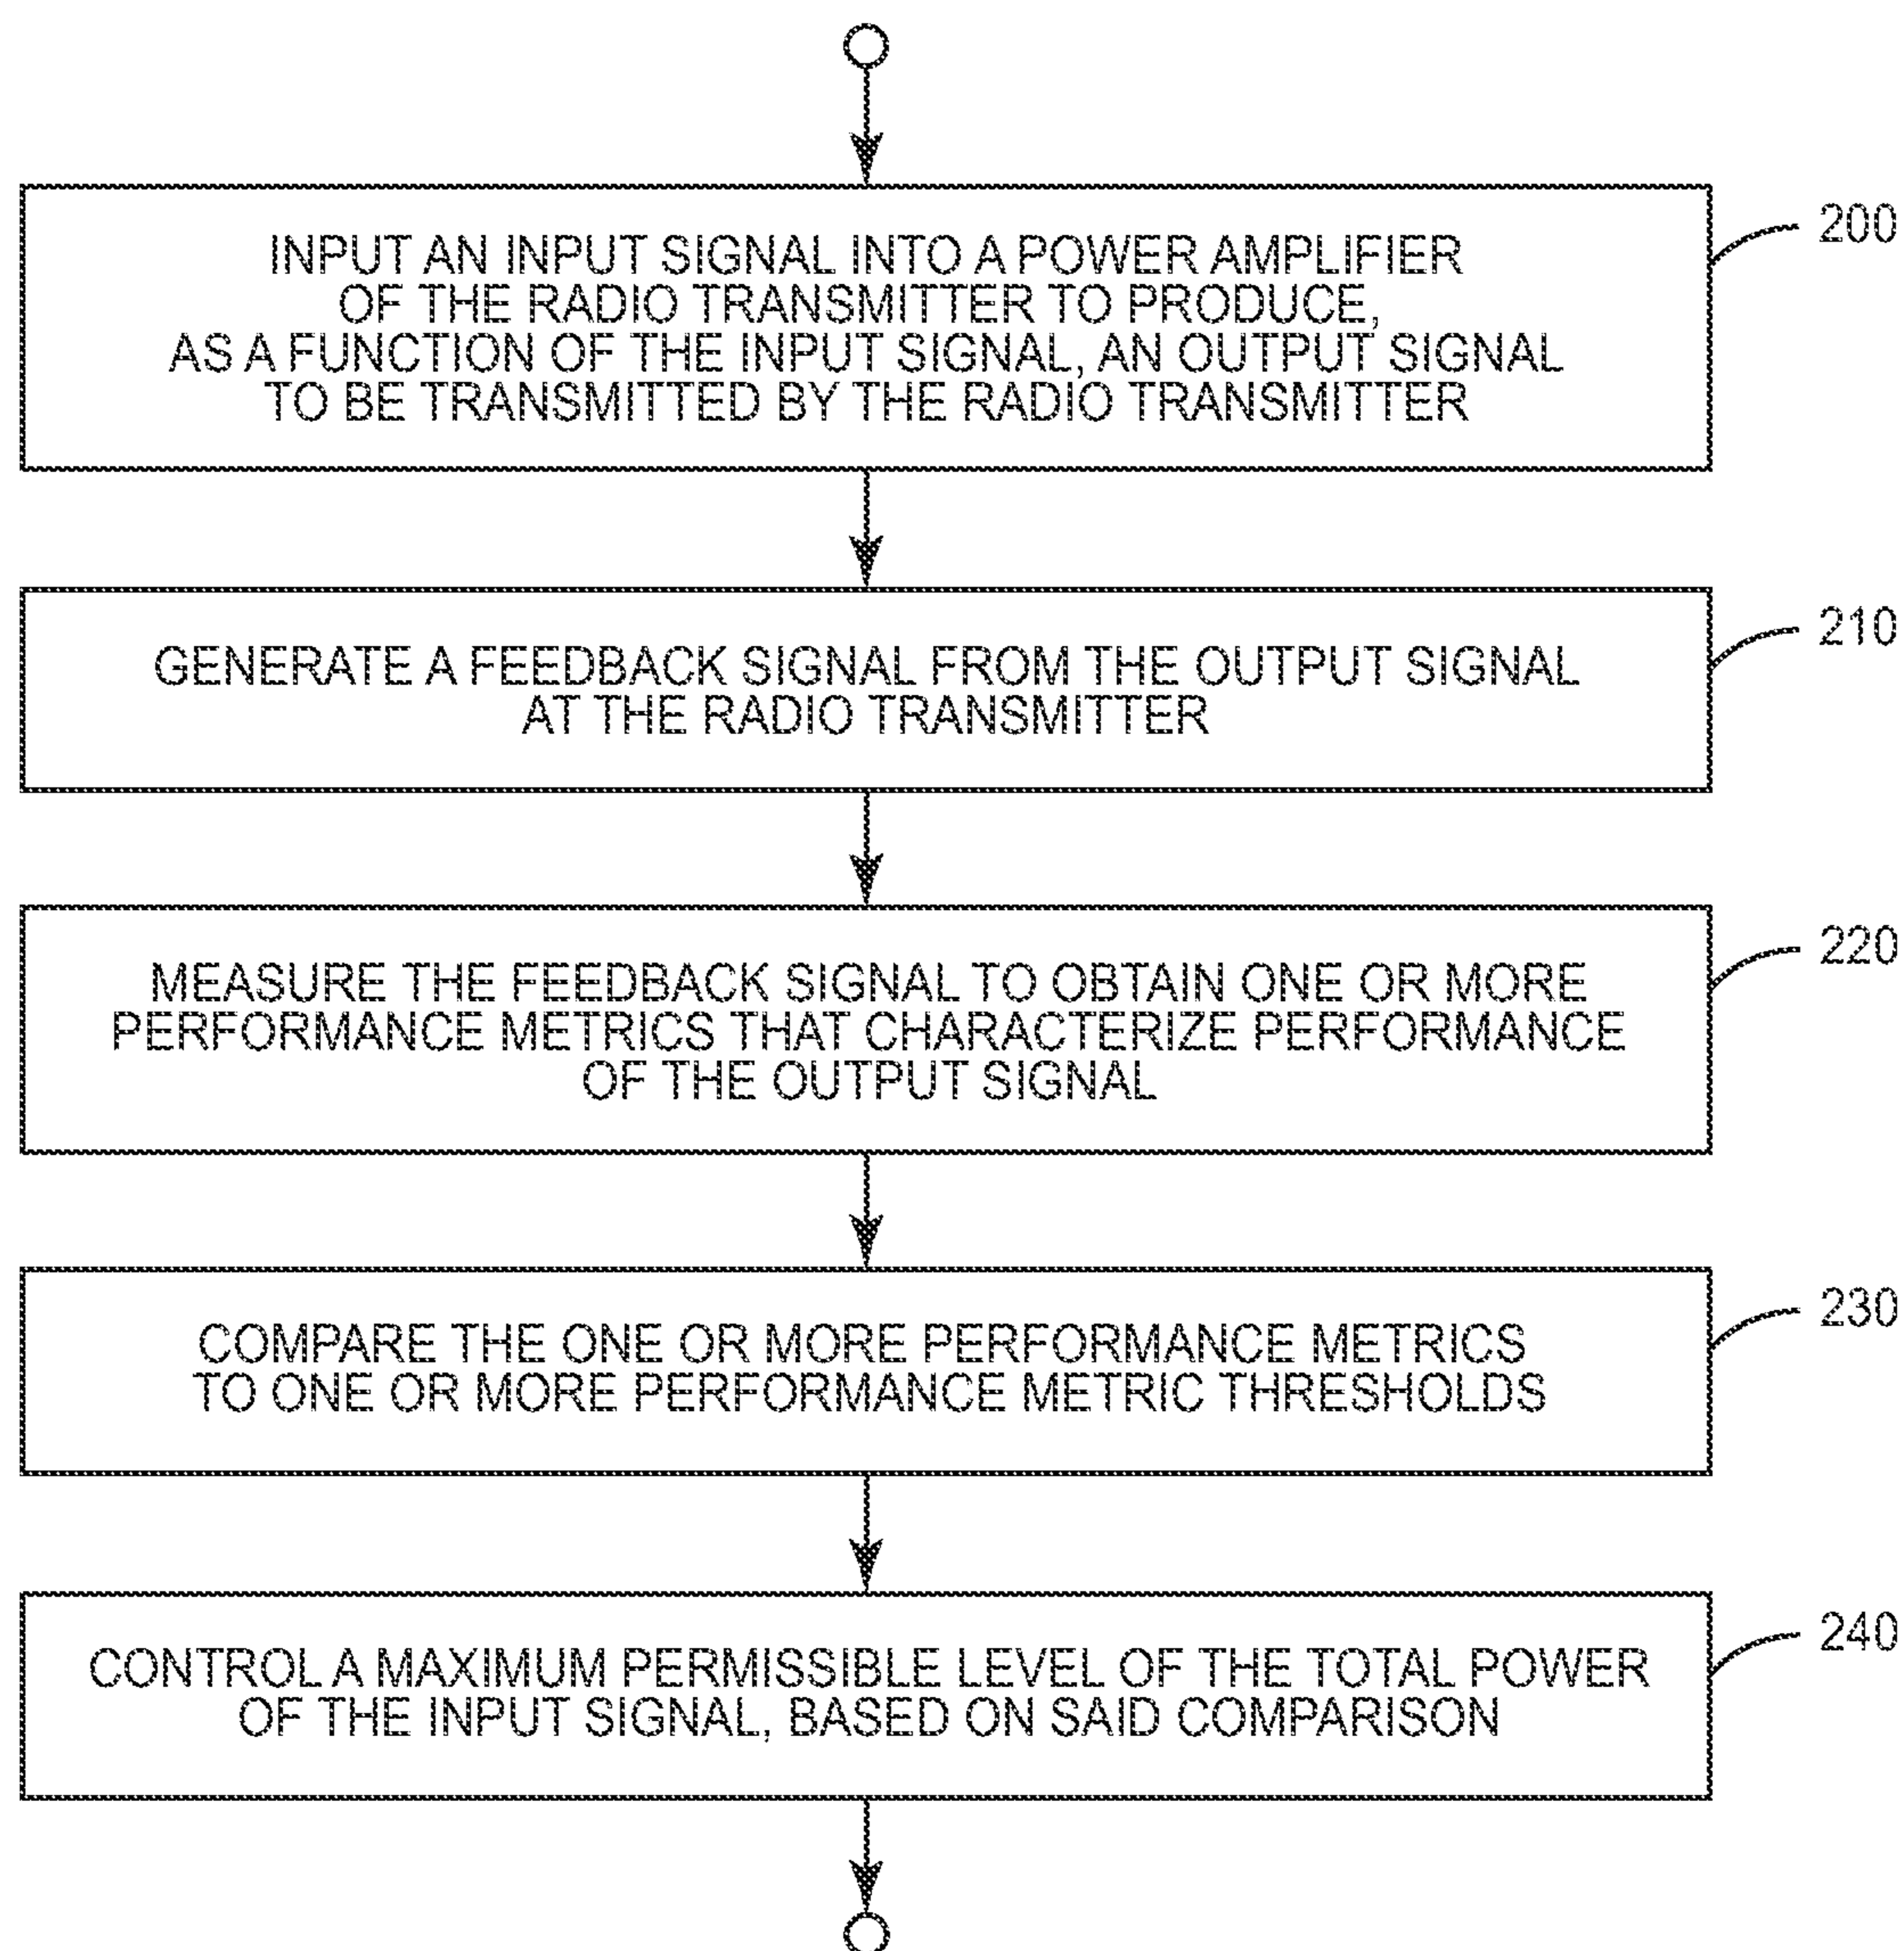 200
INPUT AN INPUT SIGNAL INTO A POWER AMPLIFIER
OF THE RADIO TRANSMITTER TO PRODUCE,
AS A FUNCTION OF THE INPUT SIGNAL, AN OUTPUT SIGNAL
TO BE TRANSMITTED BY THE RADIO TRANSMITTER
210
GENERATE A FEEDBACK SIGNAL FROM THE OUTPUT SIGNAL
AT THE RADIO TRANSMITTER
220
MEASURE THE FEEDBACK SIGNAL TO OBTAIN ONE OR MORE
PERFORMANCE METRICS THAT CHARACTERIZE PERFORMANCE
OF THE OUTPUT SIGNAL
230
COMPARE THE ONE OR MORE PERFORMANCE METRICS
TO ONE OR MORE PERFORMANCE METRIC THRESHOLDS
240
CONTROL A MAXIMUM PERMISSIBLE LEVEL OF THE TOTAL POWER
OF THE INPUT SIGNAL, BASED ON SAID COMPARISON